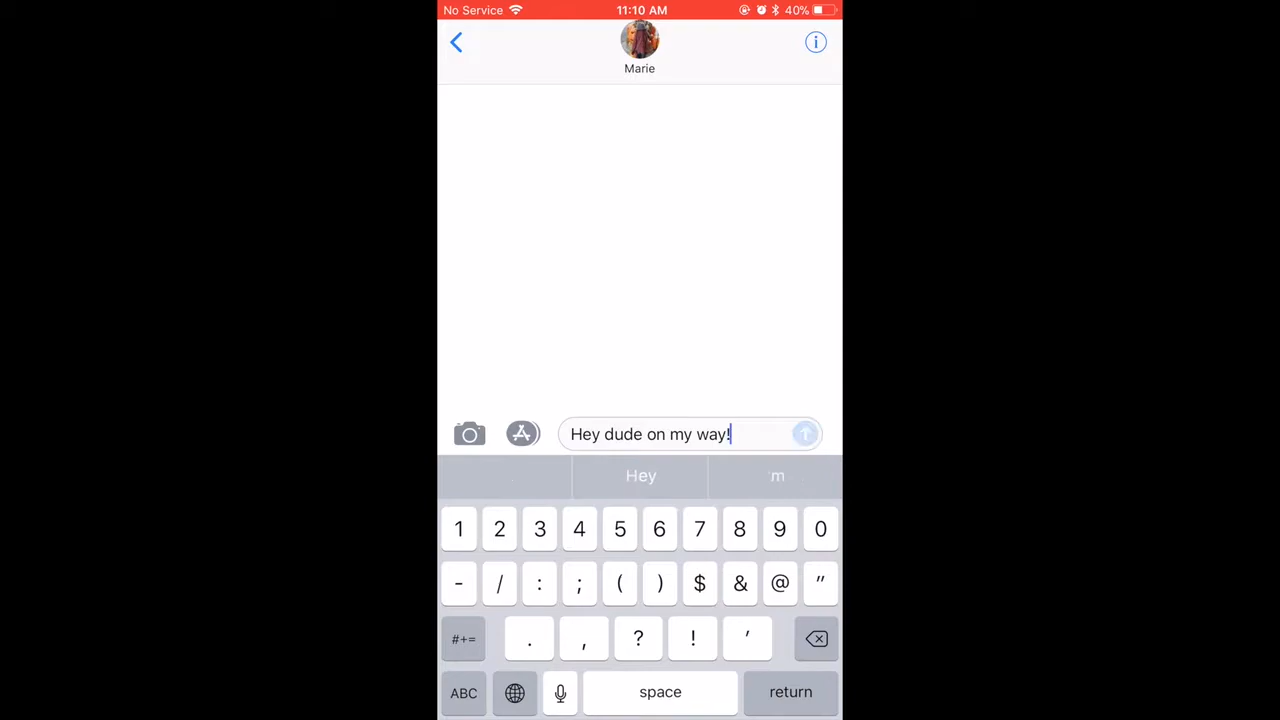 No Service 11:10 AM 40%
Marie
Hey dude on my way!
. Hey m
1 2 3 4 5 6 7 8 9 0
- / : ; ( ) $ & @ "
#+= . , ? ! '
ABC space return